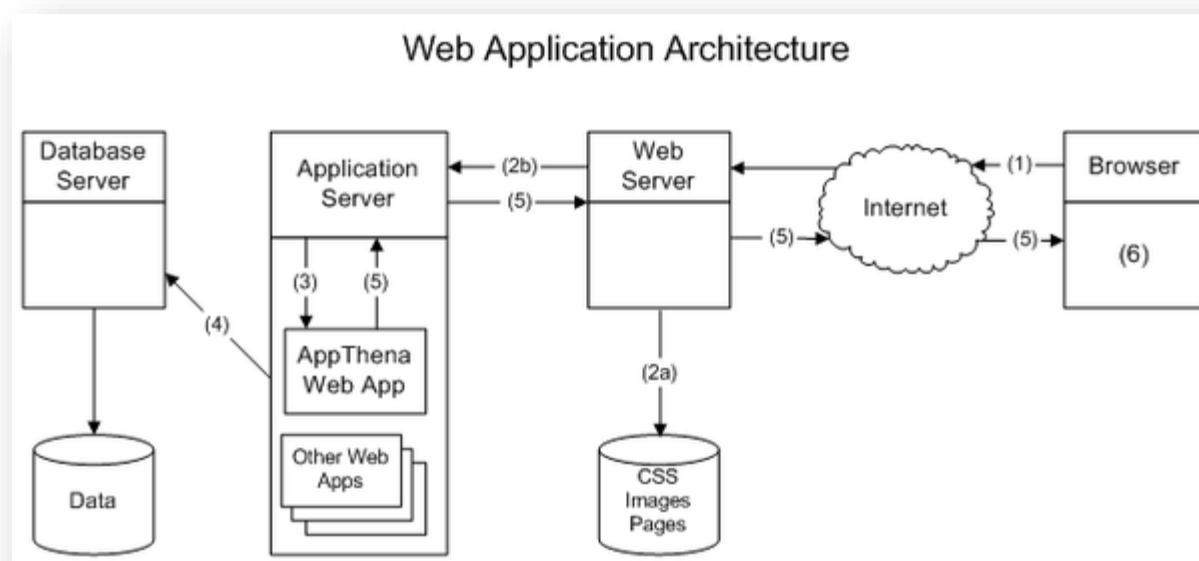 Web Application Architecture
Database
Server
Data
(4)
Application
Server
(3)
(5)
AppThena
Web App
Other Web
Apps
(2b)
(5)
Web
Server
(2a)
CSS
Images
Pages
(5)
Internet
(1)
(5)
Browser
(6)